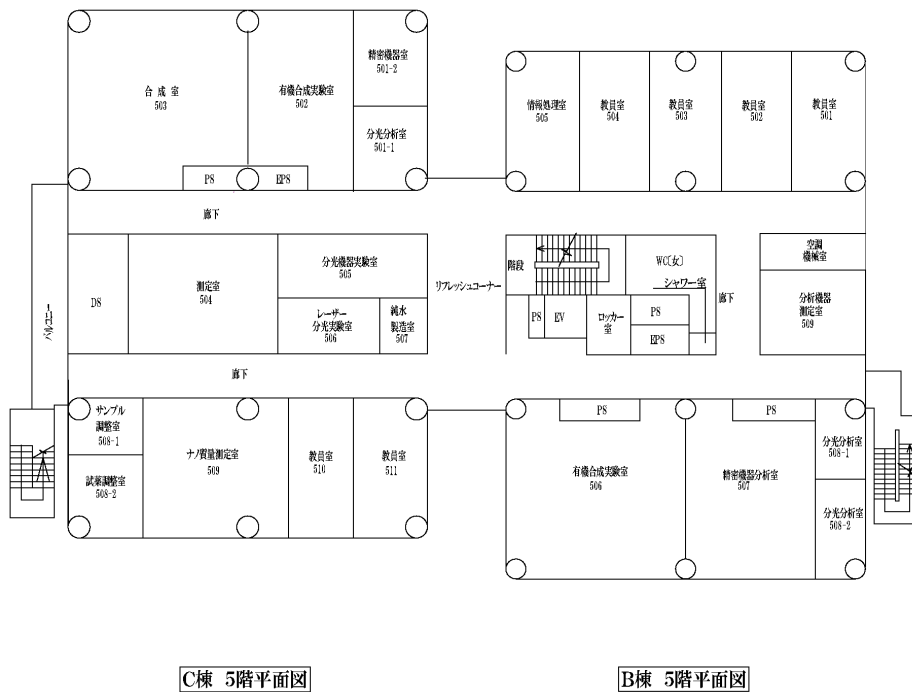 合 成 室
503
有機合成実験室
502
精密機器室
501-2
分光分析室
501-1
PS
EPS
廊下
DS
測定室
504
分光機器実験室
505
レーザー
分光実験室
506
純水
製造室
507
バルコニー
廊下
サンプル
調整室
508-1
試薬調整室
508-2
ナノ質量測定室
509
教員室
510
教員室
511
リフレッシュコーナー
情報処理室
505
教員室
504
教員室
503
教員室
502
教員室
501
階段
WC(女)
シャワー室
PS
EV
ロッカー
室
PS
EPS
廊下
空調
機械室
分析機器
測定室
509
PS
PS
有機合成実験室
506
精密機器分析室
507
分光分析室
508-1
分光分析室
508-2
C棟 5階平面図
B棟 5階平面図